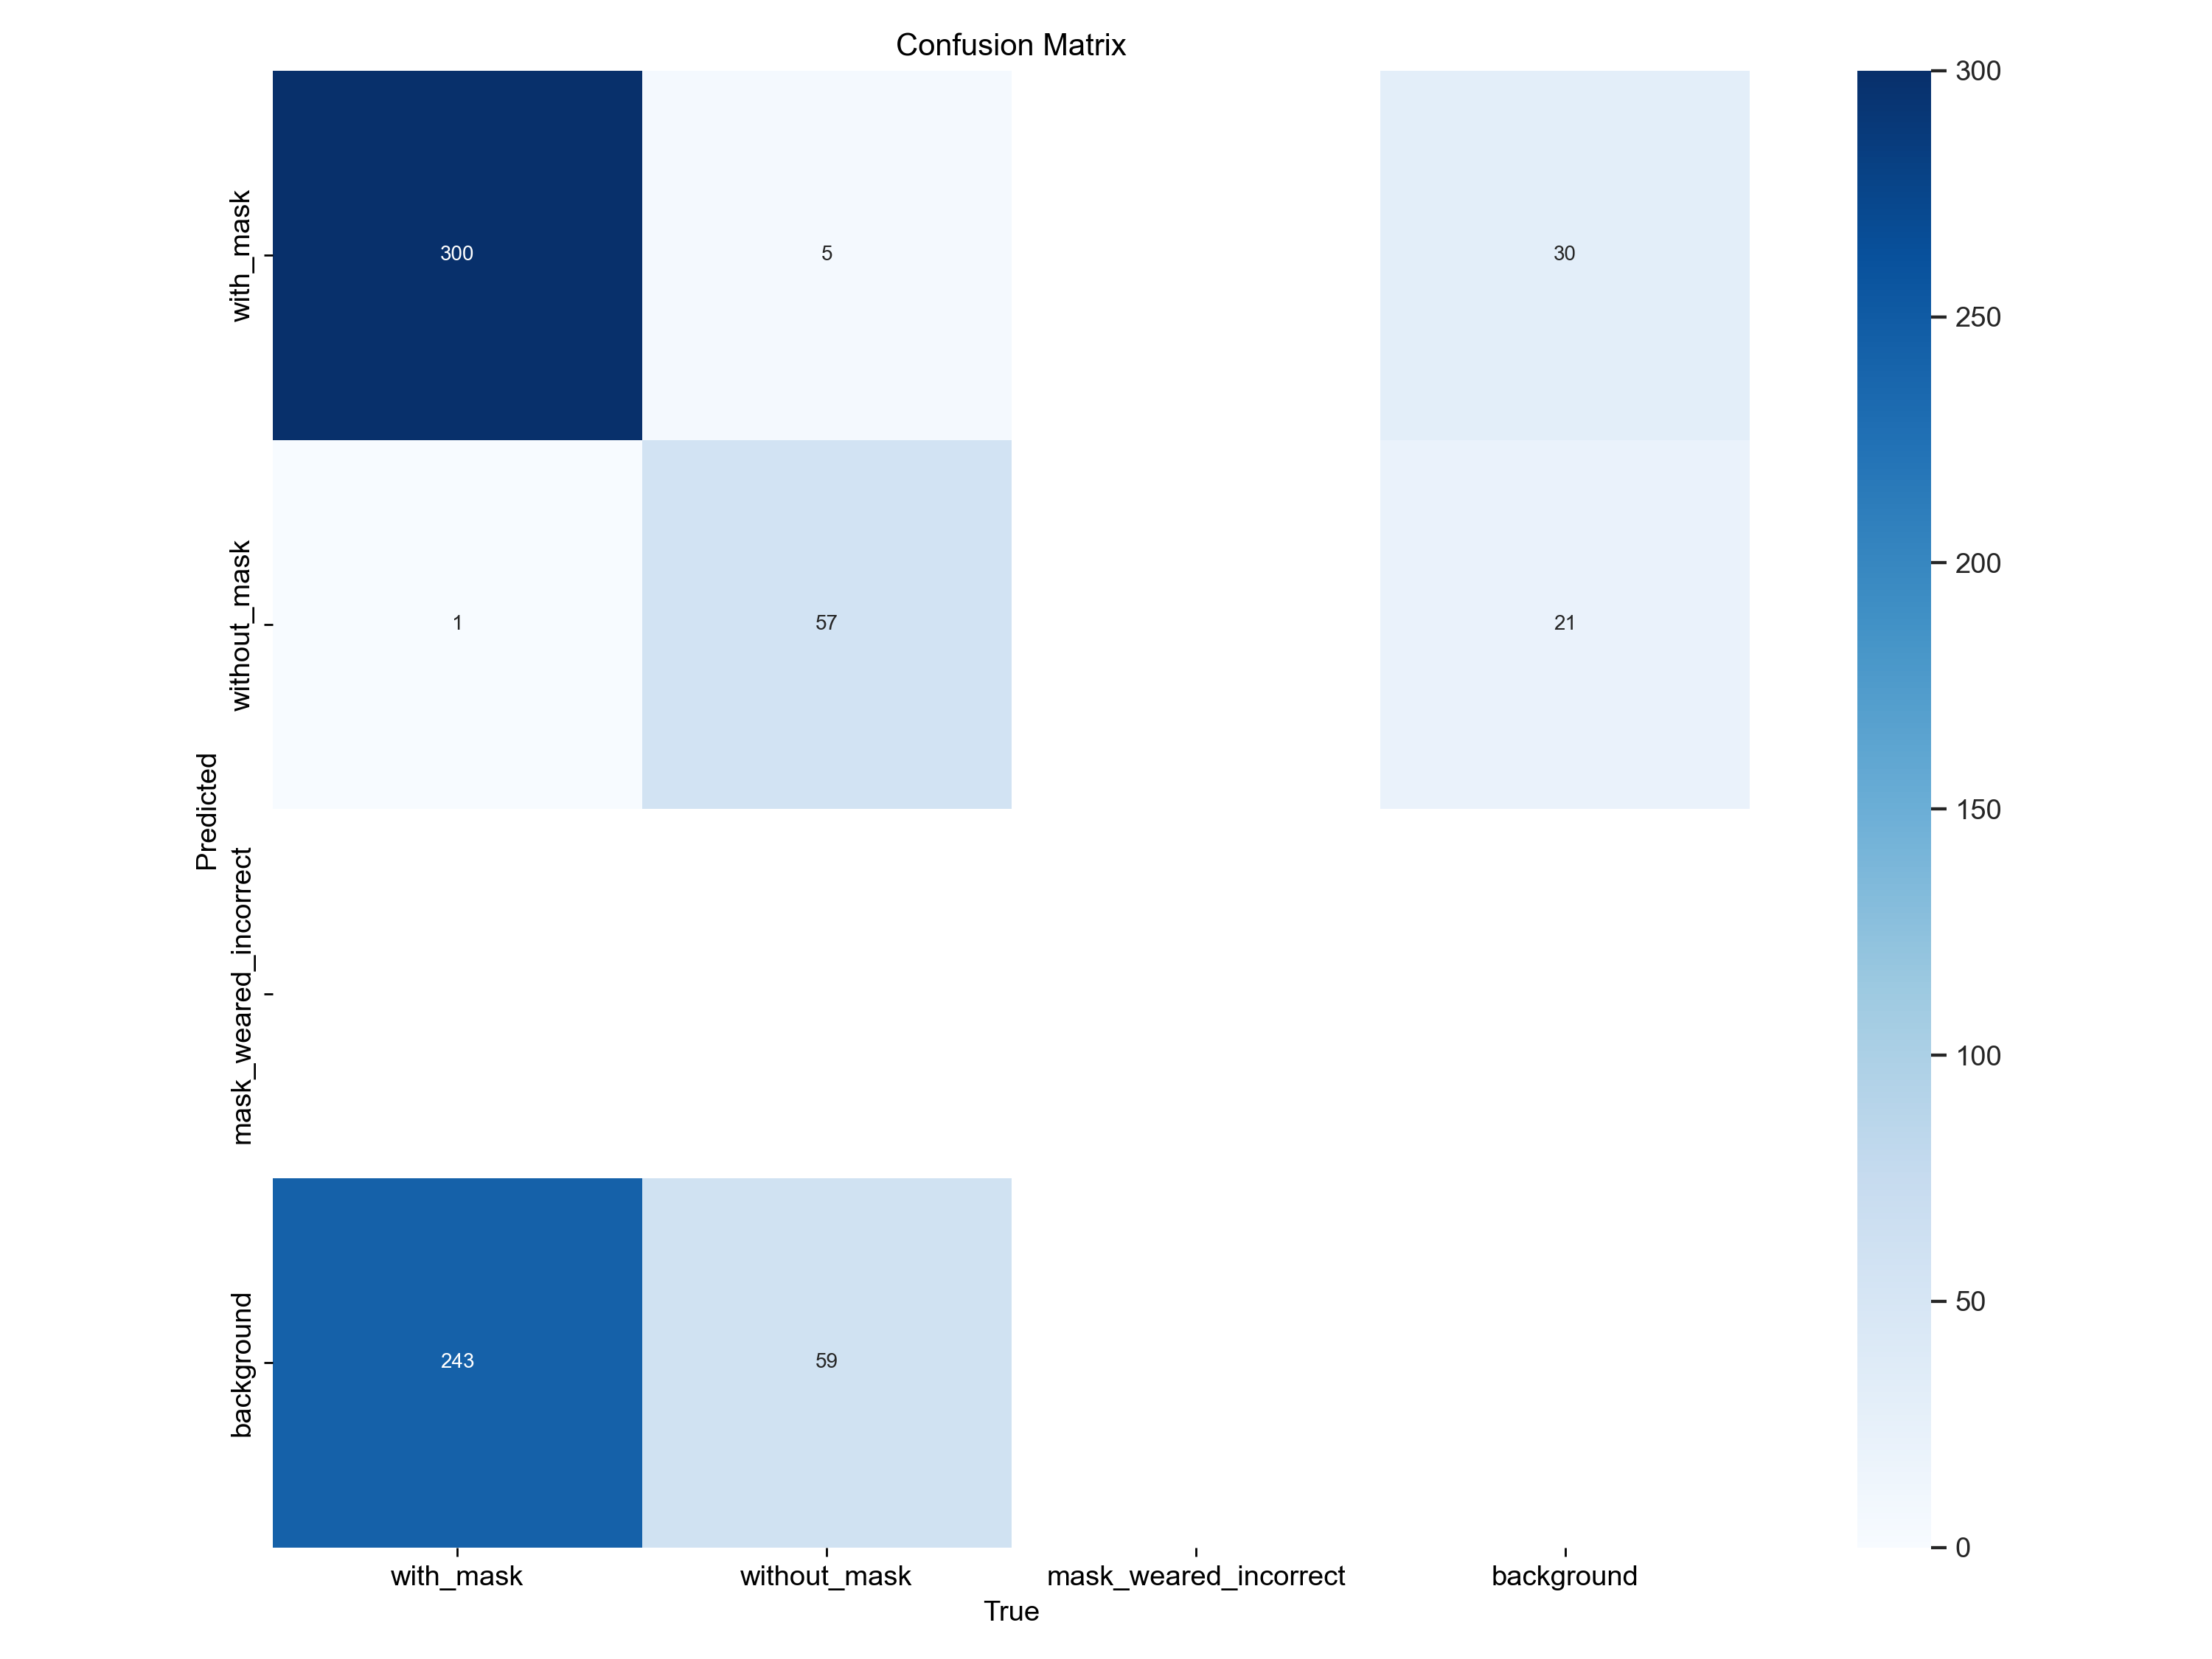 Confusion Matrix
with_mask
300
5
30
300
250
without_mask
1
57
21
200
150
Predicted
mask_weared_incorrect
100
background
243
59
50
0
with_mask
without_mask
mask_weared_incorrect
background
True